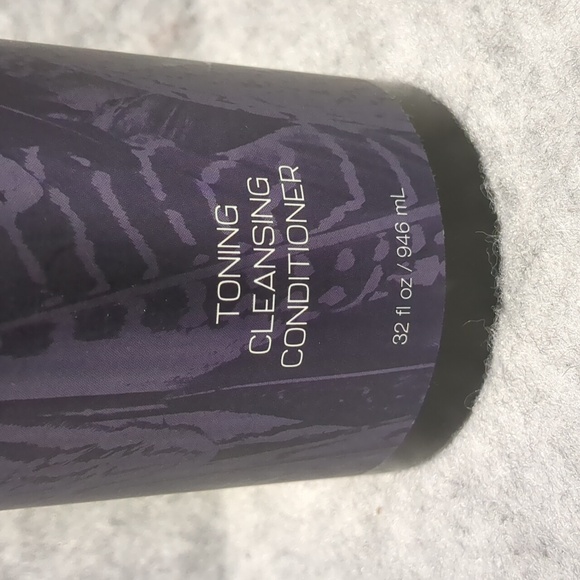 TONING
CLEANSING
CONDITIONER
32 fl oz / 946 mL